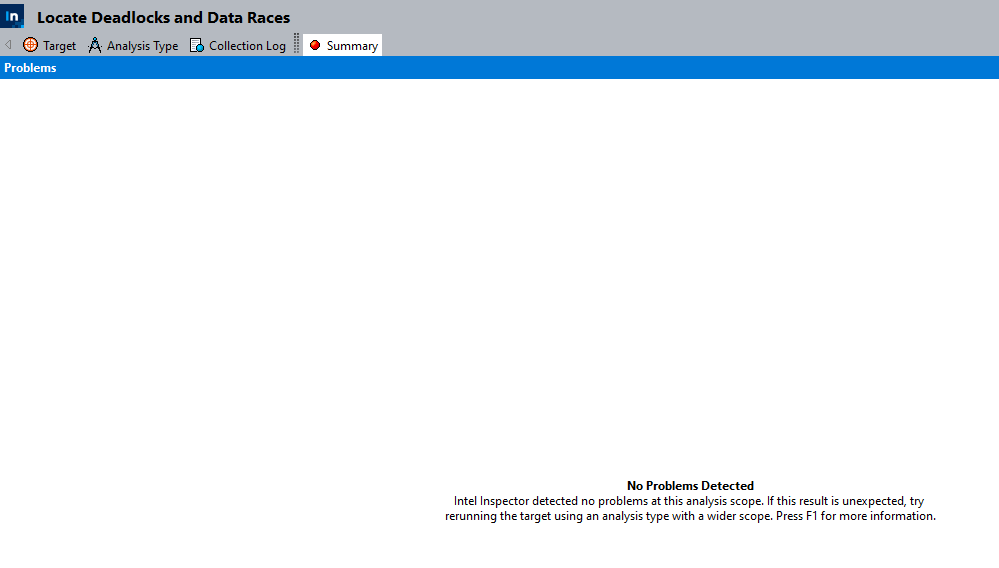 In
Locate Deadlocks and Data Races
Target
Analysis Type
Collection Log
Summary
Problems
No Problems Detected
Intel Inspector detected no problems at this analysis scope. If this result is unexpected, try
rerunning the target using an analysis type with a wider scope. Press F1 for more information.